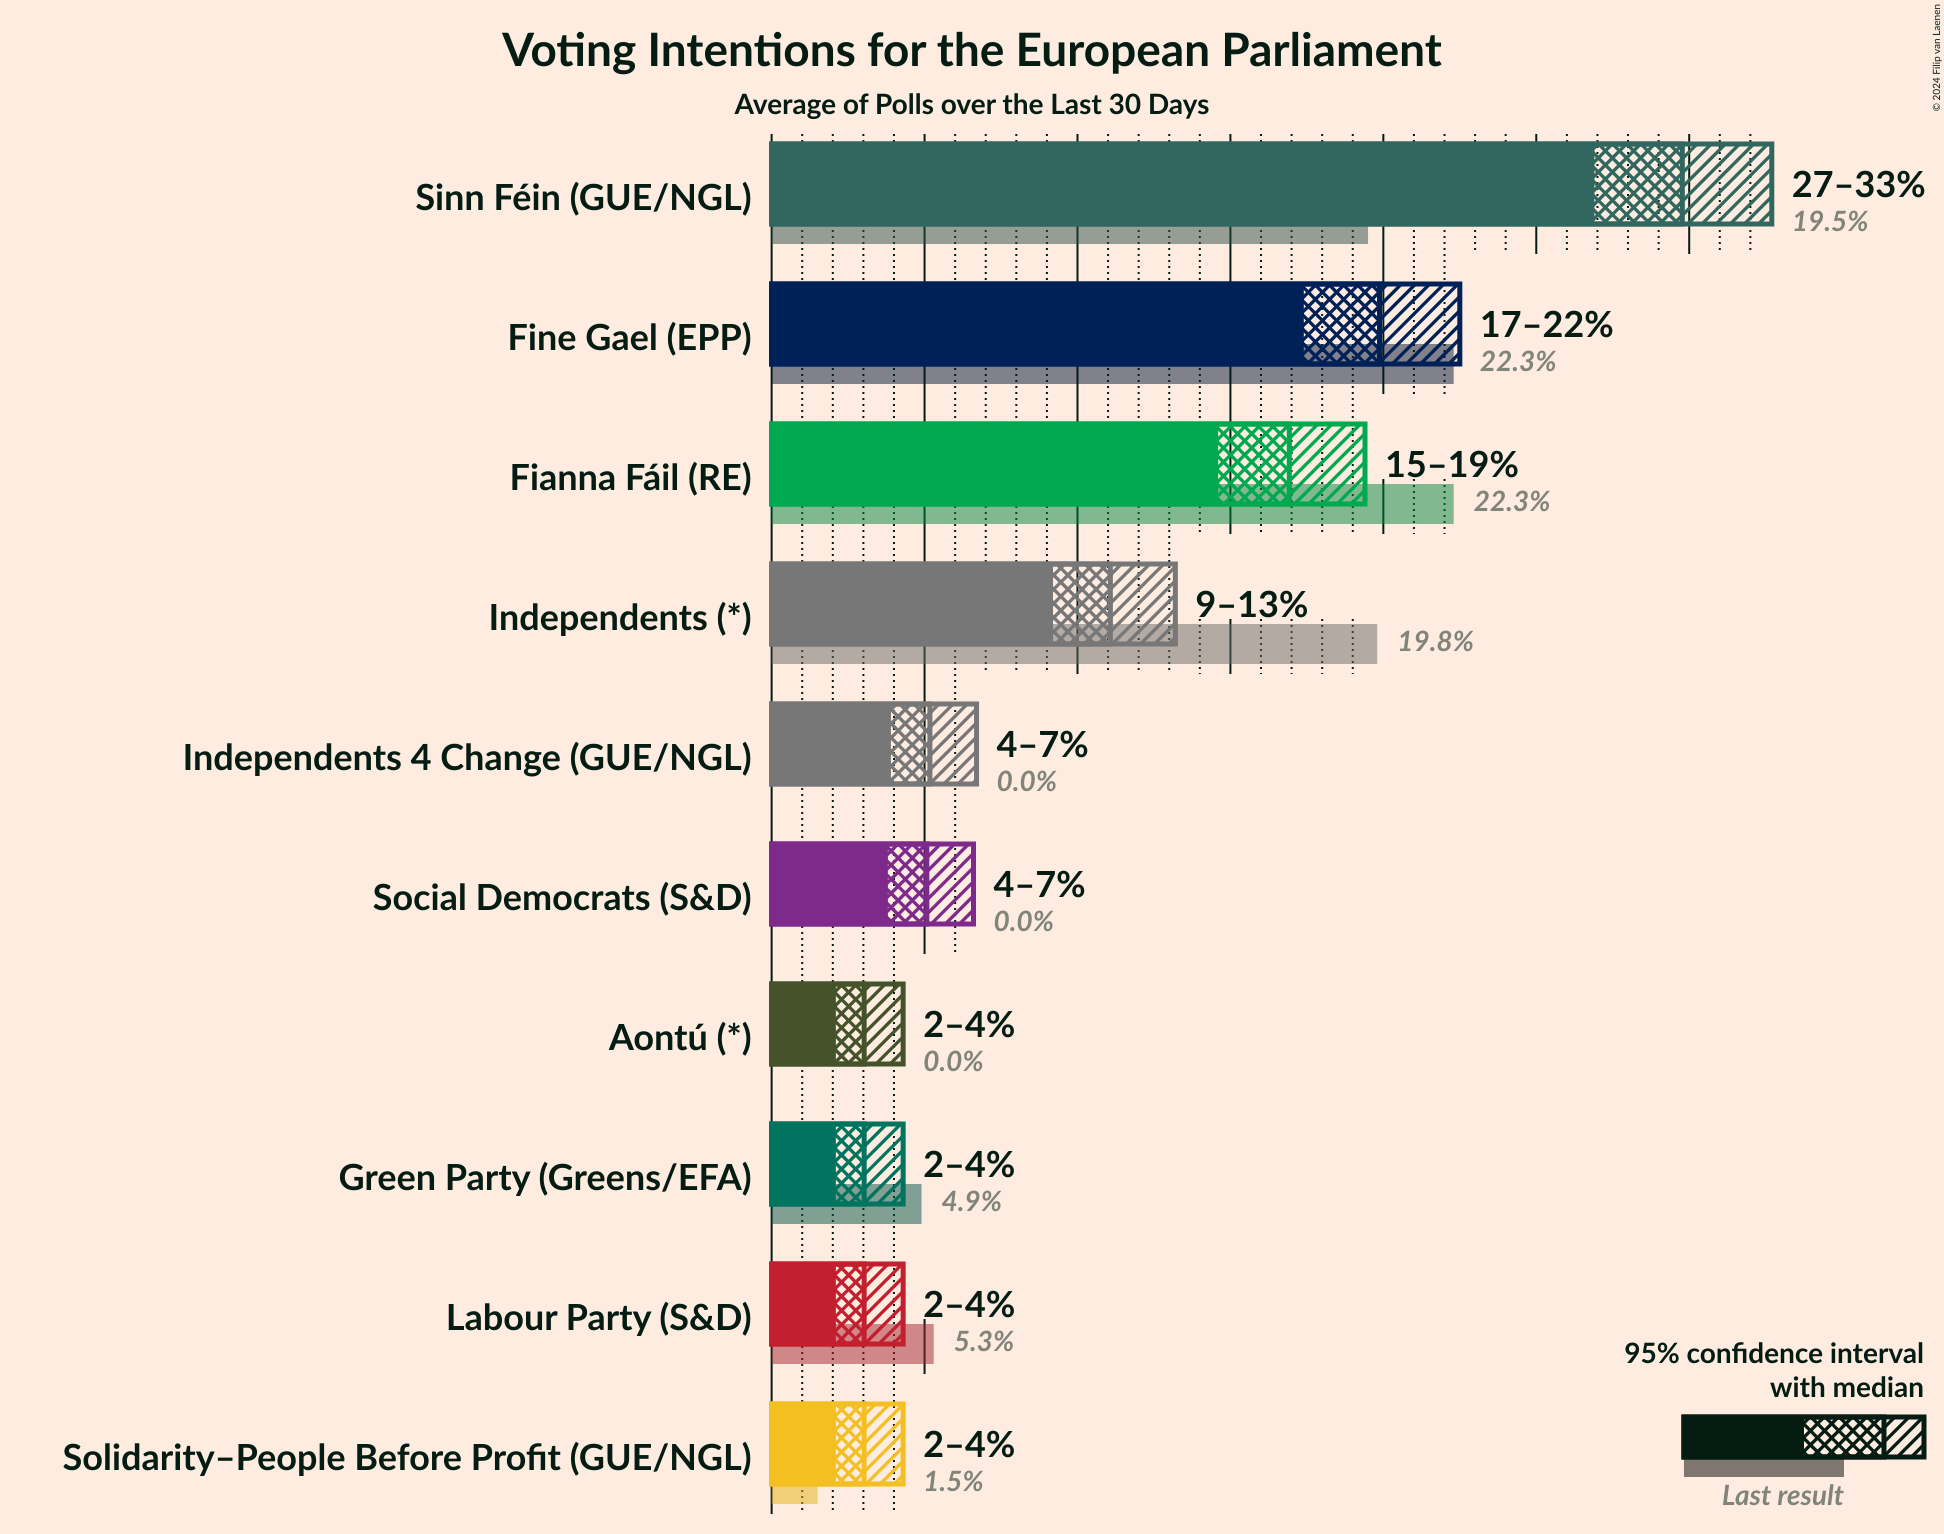 Voting Intentions for the European Parliament
Average of Polls over the Last 30 Days
© 2024 Filip van Laenen
Sinn Féin (GUE/NGL)
27–33%
19.5%
Fine Gael (EPP)
17–22%
22.3%
Fianna Fáil (RE)
15–19%
22.3%
Independents (*)
9–13%
19.8%
Independents 4 Change (GUE/NGL)
4–7%
0.0%
Social Democrats (S&D)
4–7%
0.0%
Aontú (*)
2–4%
0.0%
Green Party (Greens/EFA)
2–4%
4.9%
Labour Party (S&D)
2–4%
5.3%
Solidarity–People Before Profit (GUE/NGL)
2–4%
1.5%
95% confidence interval
with median
Last result